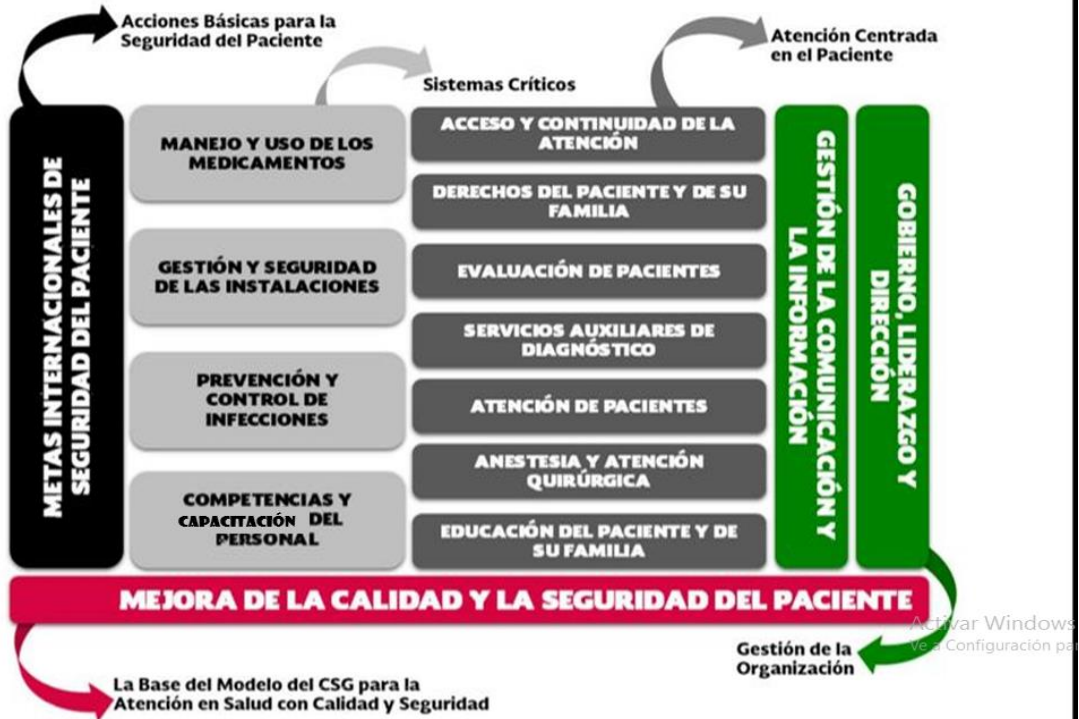 Acciones Básicas para la
Seguridad del Paciente
Sistemas Críticos
Atención Centrada
en el Paciente
METAS INTERNACIONALES DE
SEGURIDAD DEL PACIENTE
MANEJO Y USO DE LOS
MEDICAMENTOS
GESTIÓN Y SEGURIDAD
DE LAS INSTALACIONES
PREVENCIÓN Y
CONTROL DE
INFECCIONES
COMPETENCIAS Y
CAPACITACIÓN DEL
PERSONAL
ACCESO Y CONTINUIDAD DE LA
ATENCIÓN
DERECHOS DEL PACIENTE Y DE SU
FAMILIA
EVALUACIÓN DE PACIENTES
SERVICIOS AUXILIARES DE
DIAGNÓSTICO
ATENCIÓN DE PACIENTES
ANESTESIA Y ATENCIÓN
QUIRÚRGICA
EDUCACIÓN DEL PACIENTE Y DE
SU FAMILIA
GESTIÓN DE LA COMUNICACIÓN Y
LA INFORMACIÓN
GOBIERNO, LIDERAZGO Y
DIRECCIÓN
MEJORA DE LA CALIDAD Y LA SEGURIDAD DEL PACIENTE
Activar Windows
Ve a Configuración pa
Gestión de la
Organización
La Base del Modelo del CSG para la
Atención en Salud con Calidad y Seguridad